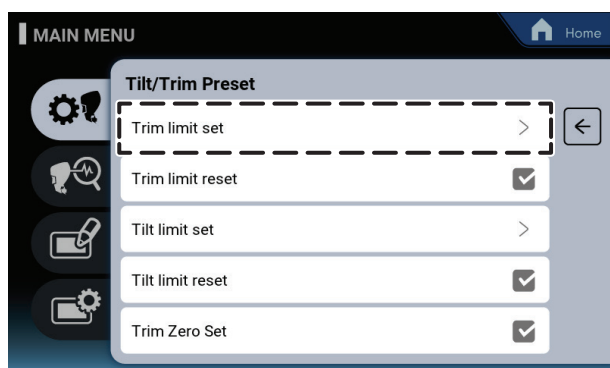 MAIN MENU
Home
Tilt/Trim Preset
Trim limit set
Trim limit reset
Tilt limit set
Tilt limit reset
Trim Zero Set